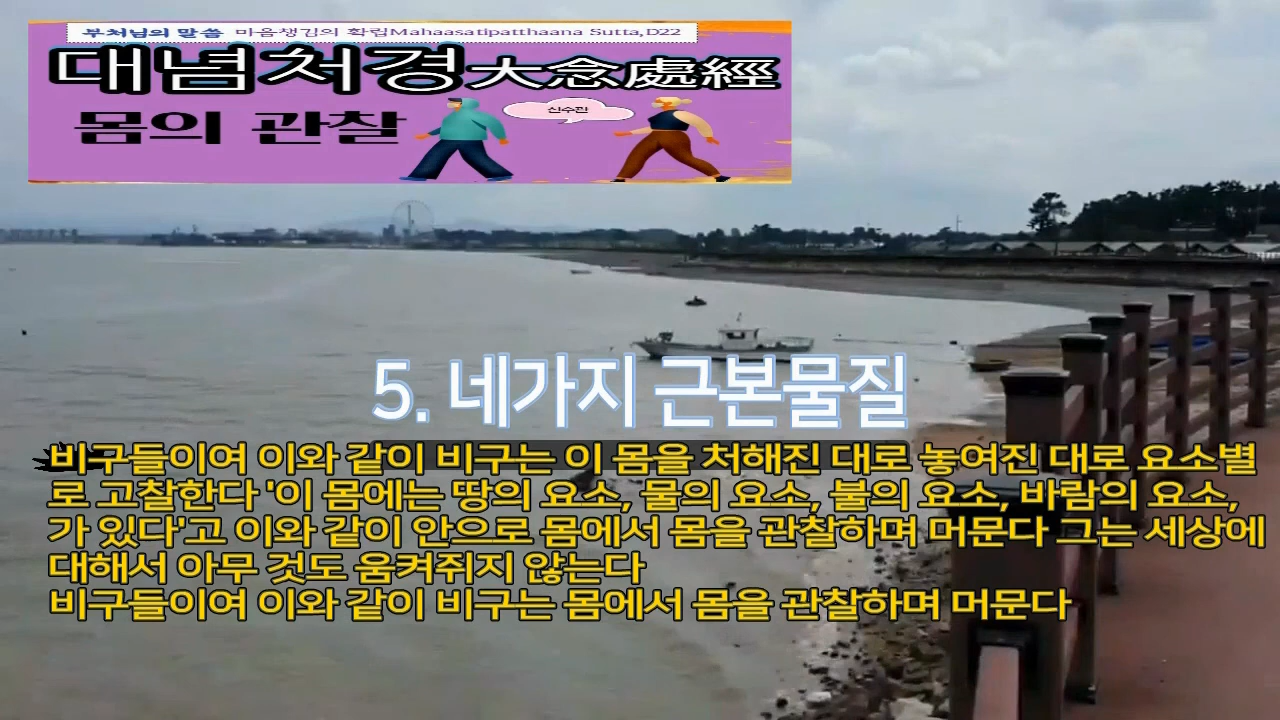 부처님의 말씀 마음챙김의 확립Mahaasatipatthaana Sutta,D22
대념처경大念處經
몸의 관찰
신수진
5. 네가지 근본물질
비구들이여 이와 같이 비구는 이 몸을 처해진 대로 놓여진 대로 요소별
로 고찰한다 '이 몸에는 땅의 요소, 물의 요소, 불의 요소, 바람의 요소,
가 있다'고 이와 같이 안으로 몸에서 몸을 관찰하며 머문다 그는 세상에
대해서 아무 것도 움켜쥐지 않는다
비구들이여 이와 같이 비구는 몸에서 몸을 관찰하며 머문다